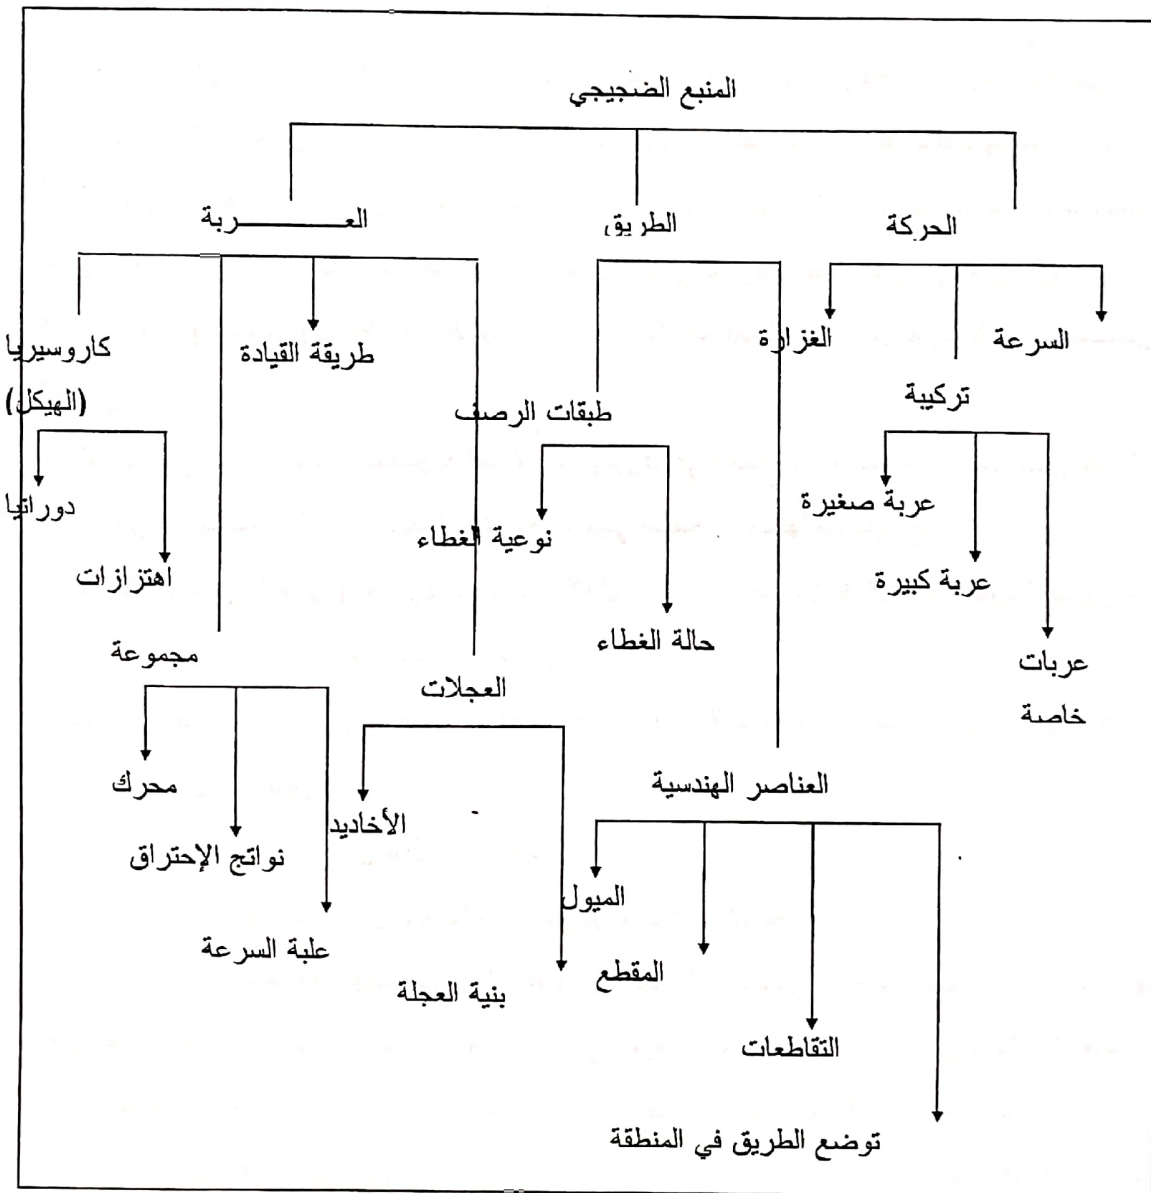 المنبع الضجيجي
الحركة
الطريق
العـــــــــــربة
السرعة
الغزارة
تركيبة
عربة صغيرة
عربة كبيرة
عربات
خاصة
طبقات الرصف
نوعية الغطاء
حالة الغطاء
العناصر الهندسية
الميول
المقطع
التقاطعات
توضع الطريق في المنطقة
طريقة القيادة
كاروسيريا
(الهيكل)
اهتزازات
مجموعة
محرك
نواتج الإحتراق
علبة السرعة
العجلات
الأخاديد
بنية العجلة